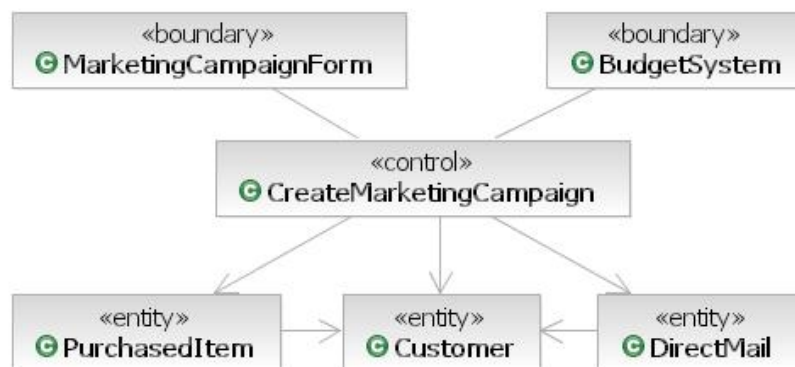 «boundary»
MarketingCampaignForm
«boundary»
BudgetSystem
«control»
CreateMarketingCampaign
«entity»
PurchasedItem
«entity»
Customer
«entity»
DirectMail